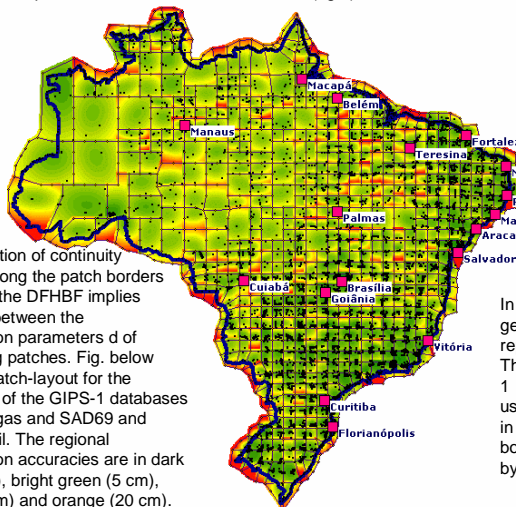 Macapá
Belém
Manaus
Fortalez
Teresina
Palmas
Ma
Araca
Salvador
Cuiabá
Brasília
Goiânia
Vitória
Curitiba
Florianópolis
tion of continuity
ong the patch borders
the DFHBF implies
between the
on parameters d of
g patches. Fig. below
atch-layout for the
of the GIPS-1 databases
gas and SAD69 and
il. The regional
on accuracies are in dark
), bright green (5 cm),
m) and orange (20 cm).
In
ge
re
Th
1
us
in
bo
by